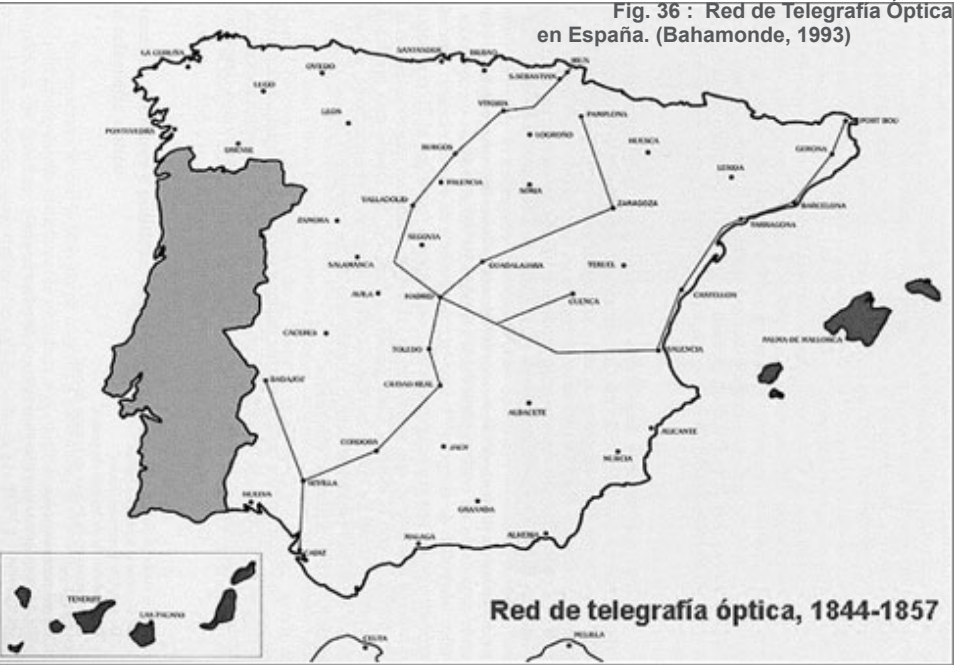 Fig. 36 : Red de Telegrafía Óptica
en España. (Bahamonde, 1993)
LA CORUÑA
SANTANDER
BILBAO
IRUN
OVIEDO
S.SEBASTIAN
LUGO
VITORIA
LEON
PAMPLONA
PORT BOU
PONTEVEDRA
LOGROÑO
ORENSE
BURGOS
HUESCA
GERONA
PALENCIA
SORIA
LERIDA
VALLADOLID
ZARAGOZA
BARCELONA
ZAMORA
TARRAGONA
SEGOVIA
SALAMANCA
GUADALAJARA
TERUEL
AVILA
MADRID
CUENCA
CASTELLON
CACERES
PALMA DE MALLORCA
TOLEDO
VALENCIA
BADAJOZ
CIUDAD REAL
ALBACETE
ALICANTE
CORDOBA
JAEN
MURCIA
SEVILLA
HUELVA
GRANADA
ALMERIA
MALAGA
CADIZ
TENERIFE
LAS PALMAS
Red de telegrafía óptica, 1844-1857
CEUTA
MELILLA